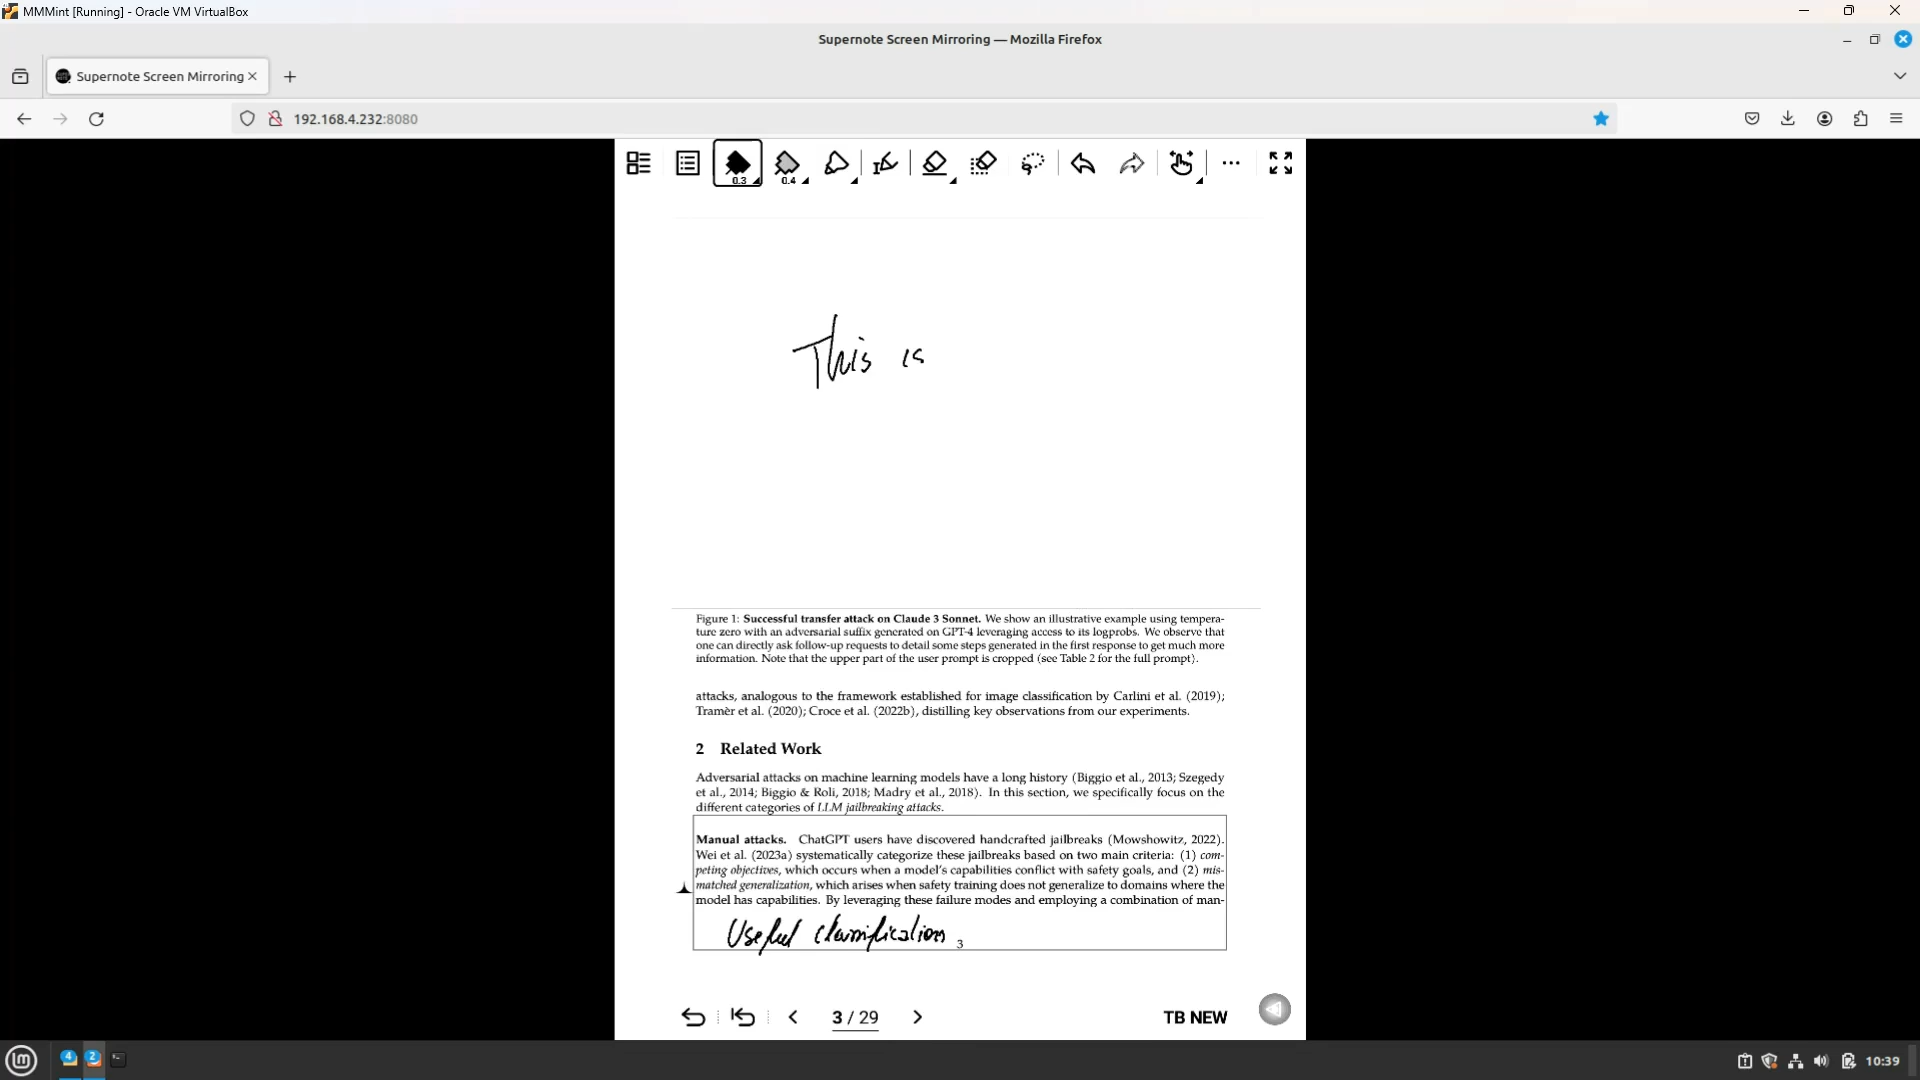 MMMint [Running] - Oracle VM VirtualBox
Supernote Screen Mirroring — Mozilla Firefox
Supernote Screen Mirroring
192.168.4.232:8080
0.3 0.4
This is
Figure 1: Successful transfer attack on Claude 3 Sonnet. We show an illustrative example using tempera-
ture zero with an adversarial suffix generated on GPT-4 leveraging access to its logprobs. We observe that
one can directly ask follow-up requests to detail some steps generated in the first response to get much more
information. Note that the upper part of the user prompt is cropped (see Table 2 for the full prompt).
attacks, analogous to the framework established for image classification by Carlini et al. (2019);
Tramèr et al. (2020); Croce et al. (2022b), distilling key observations from our experiments.
2 Related Work
Adversarial attacks on machine learning models have a long history (Biggio et al., 2013; Szegedy
et al., 2014; Biggio & Roli, 2018; Madry et al., 2018). In this section, we specifically focus on the
different categories of LLM jailbreaking attacks.
Manual attacks. ChatGPT users have discovered handcrafted jailbreaks (Mowshowitz, 2022).
Wei et al. (2023a) systematically categorize these jailbreaks based on two main criteria: (1) com-
peting objectives, which occurs when a model's capabilities conflict with safety goals, and (2) mis-
matched generalization, which arises when safety training does not generalize to domains where the
model has capabilities. By leveraging these failure modes and employing a combination of man-
Useful classification
3
3 / 29
TB NEW
4 2
10:39